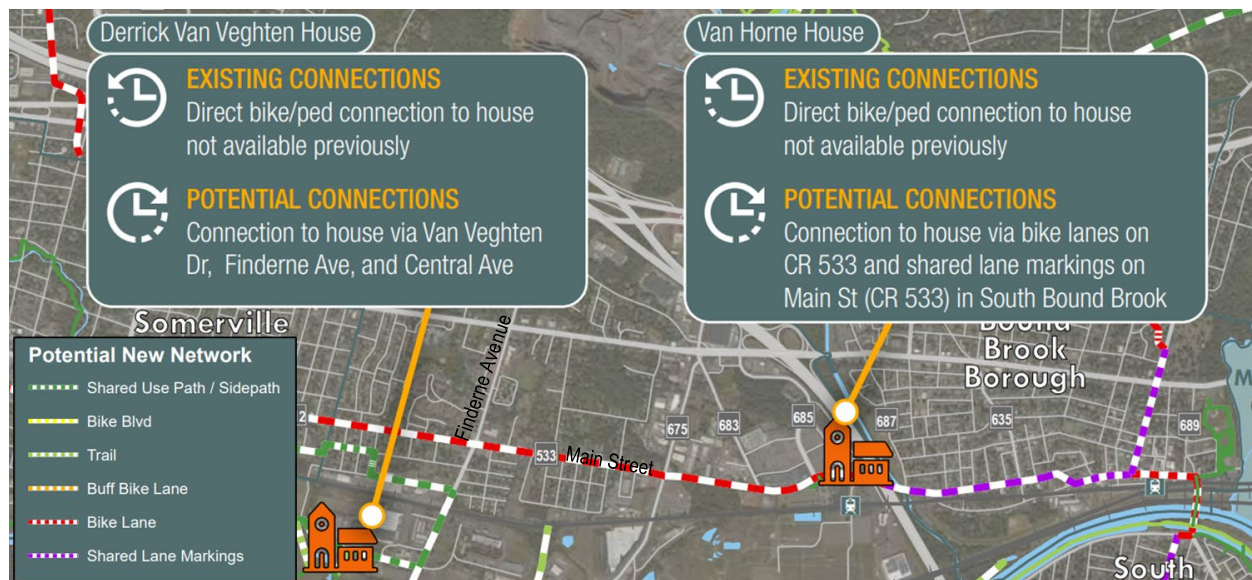 Derrick Van Veghten House
EXISTING CONNECTIONS
Direct bike/ped connection to house
not available previously
POTENTIAL CONNECTIONS
Connection to house via Van Veghten
Dr, Finderne Ave, and Central Ave
Van Horne House
EXISTING CONNECTIONS
Direct bike/ped connection to house
not available previously
POTENTIAL CONNECTIONS
Connection to house via bike lanes on
CR 533 and shared lane markings on
Main St (CR 533) in South Bound Brook
Somerville
Bound
Brook
Borough
M
Potential New Network
Shared Use Path / Sidepath
Bike Blvd
Trail
Buff Bike Lane
Bike Lane
Shared Lane Markings
Finderne Avenue
2
533
Main Street
675
683
685
687
635
689
South